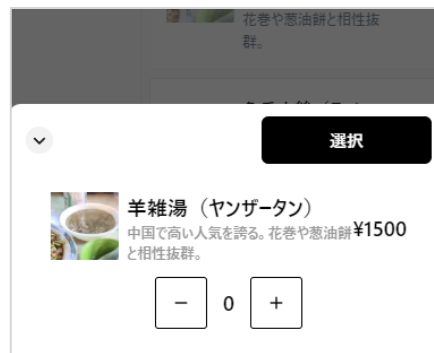 花巻や葱油餅と相性抜
群。
選択
羊雑湯（ヤンザータン）
中国で高い人気を誇る。花巻や葱油餅
¥1500
と相性抜群。
− 0 +